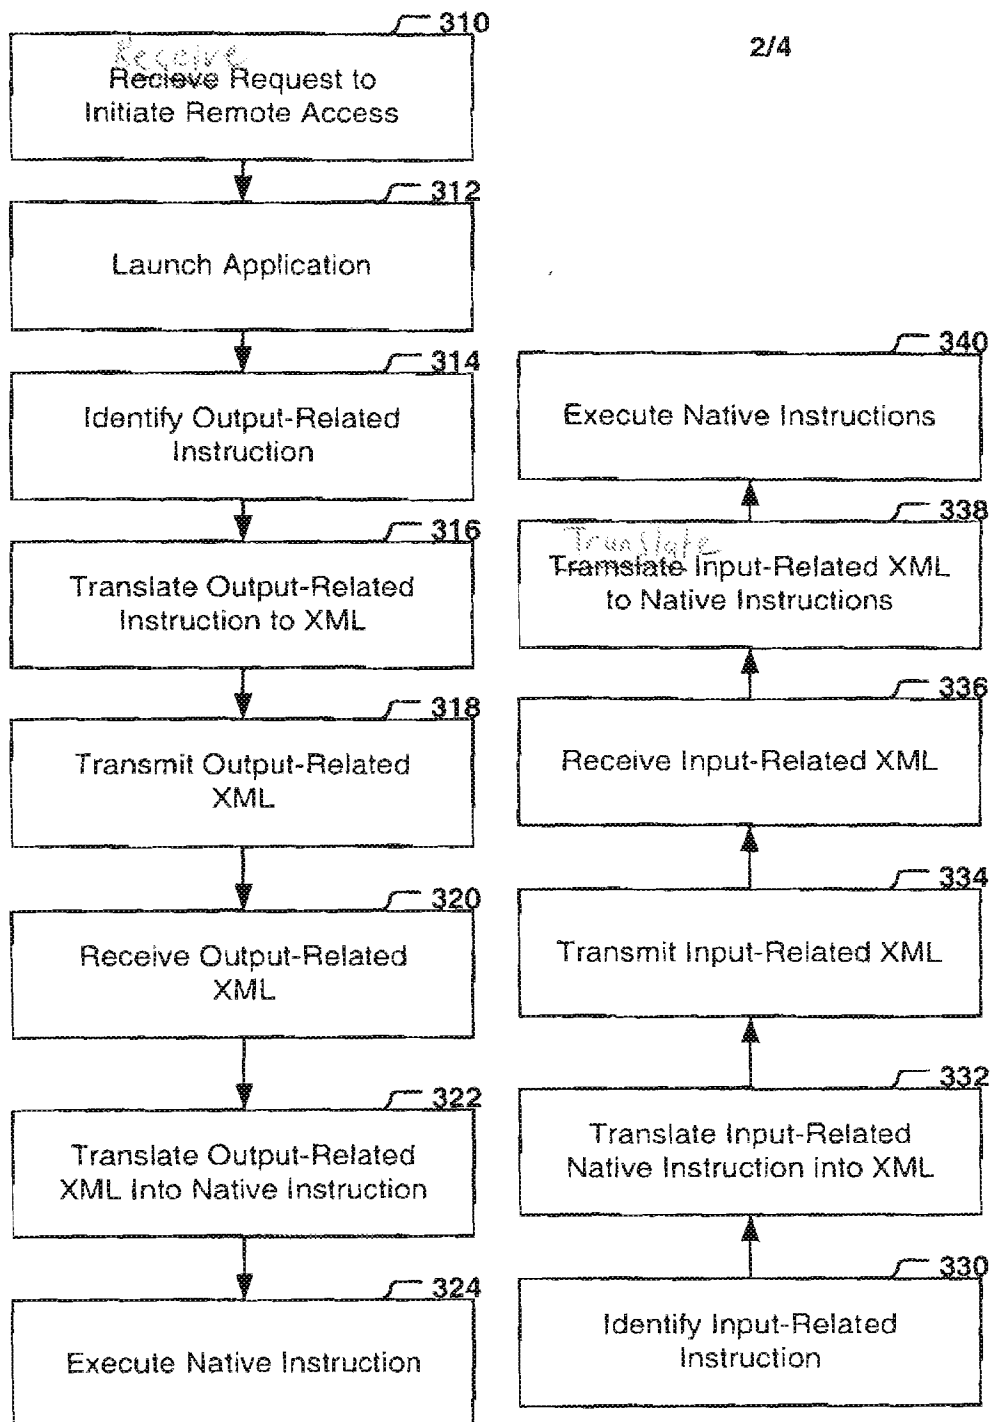 310
Receive
Recieve Request to
Initiate Remote Access
312
Launch Application
314
Identify Output-Related
Instruction
316
Translate Output-Related
Instruction to XML
318
Transmit Output-Related
XML
320
Receive Output-Related
XML
322
Translate Output-Related
XML Into Native Instruction
324
Execute Native Instruction
2/4
340
Execute Native Instructions
338
Translate
Tramslate Input-Related XML
to Native Instructions
336
Receive Input-Related XML
334
Transmit Input-Related XML
332
Translate Input-Related
Native Instruction into XML
330
Identify Input-Related
Instruction